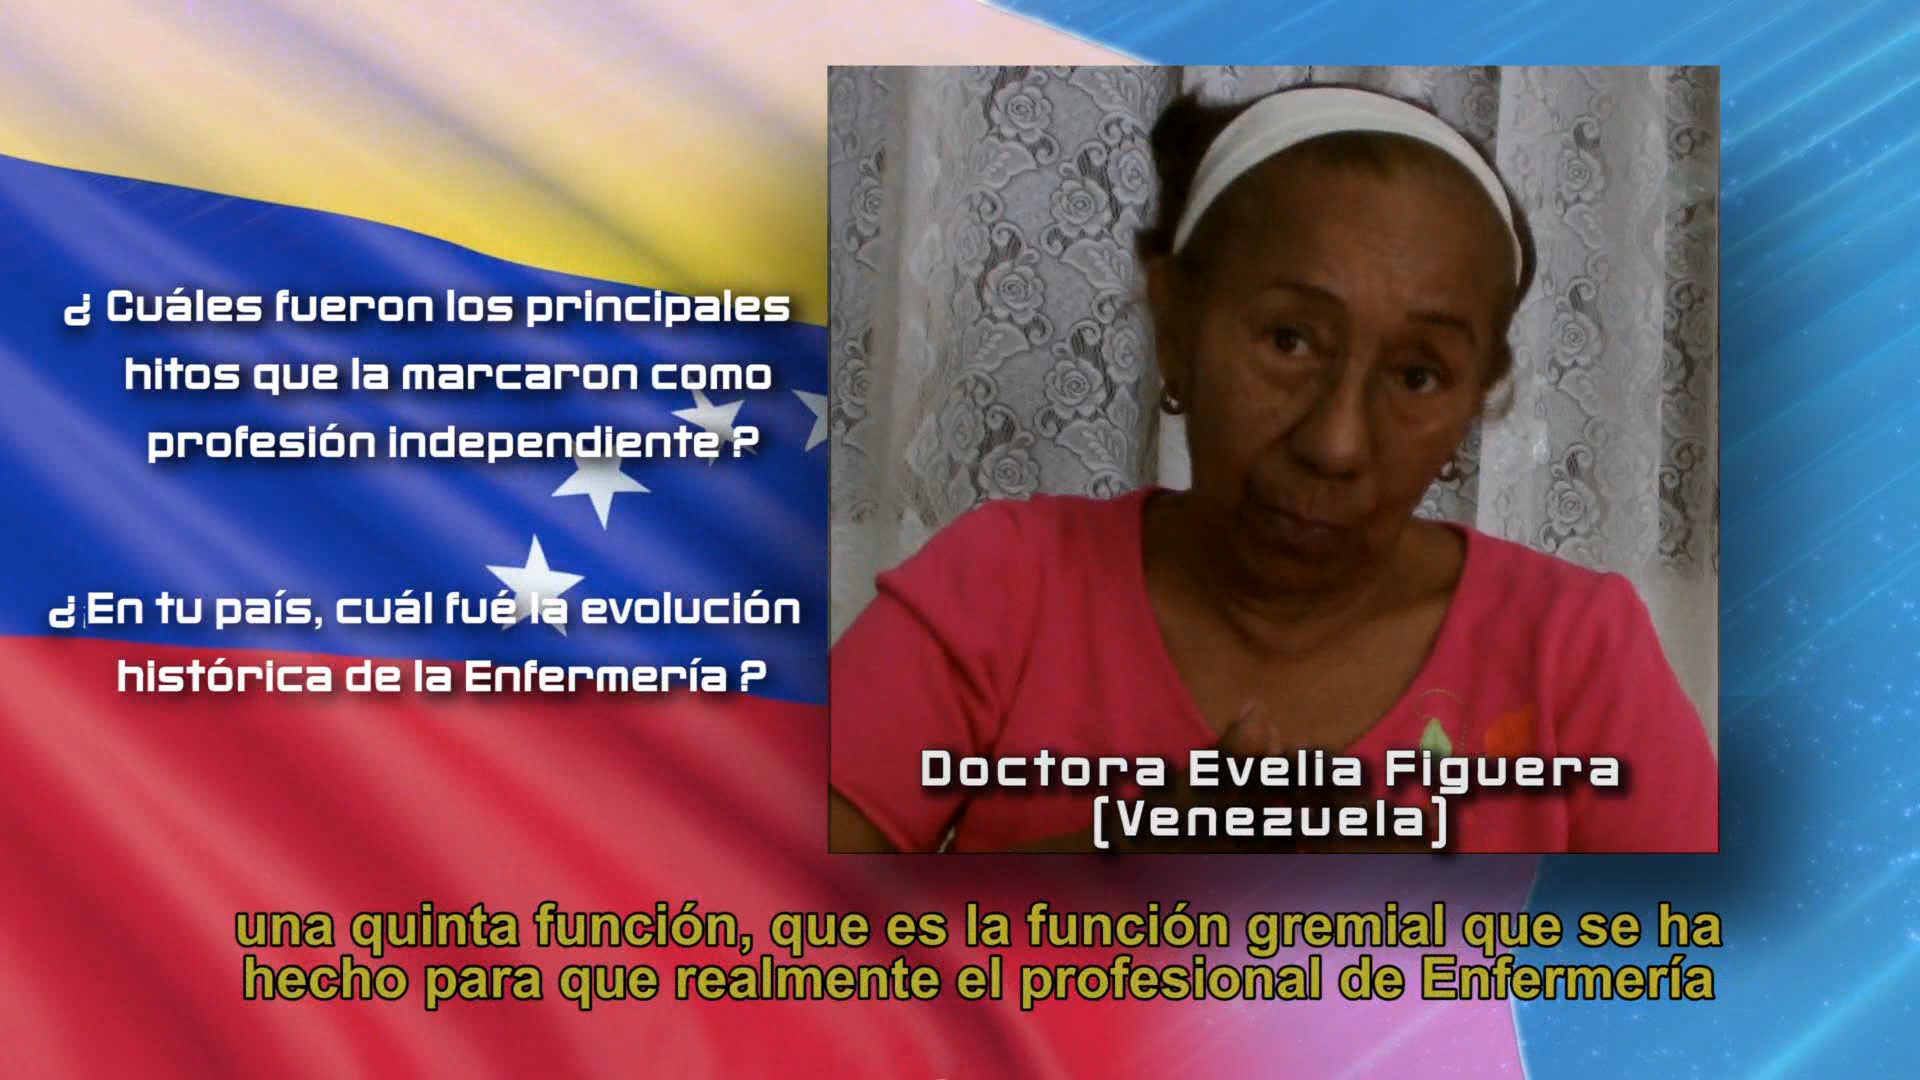 ¿ Cuáles fueron los principales
hitos que la marcaron como
profesión independiente ?
¿ En tu país, cuál fué la evolución
histórica de la Enfermería ?
Doctora Evelia Figuera
(Venezuela)
una quinta función, que es la función gremial que se ha
hecho para que realmente el profesional de Enfermería